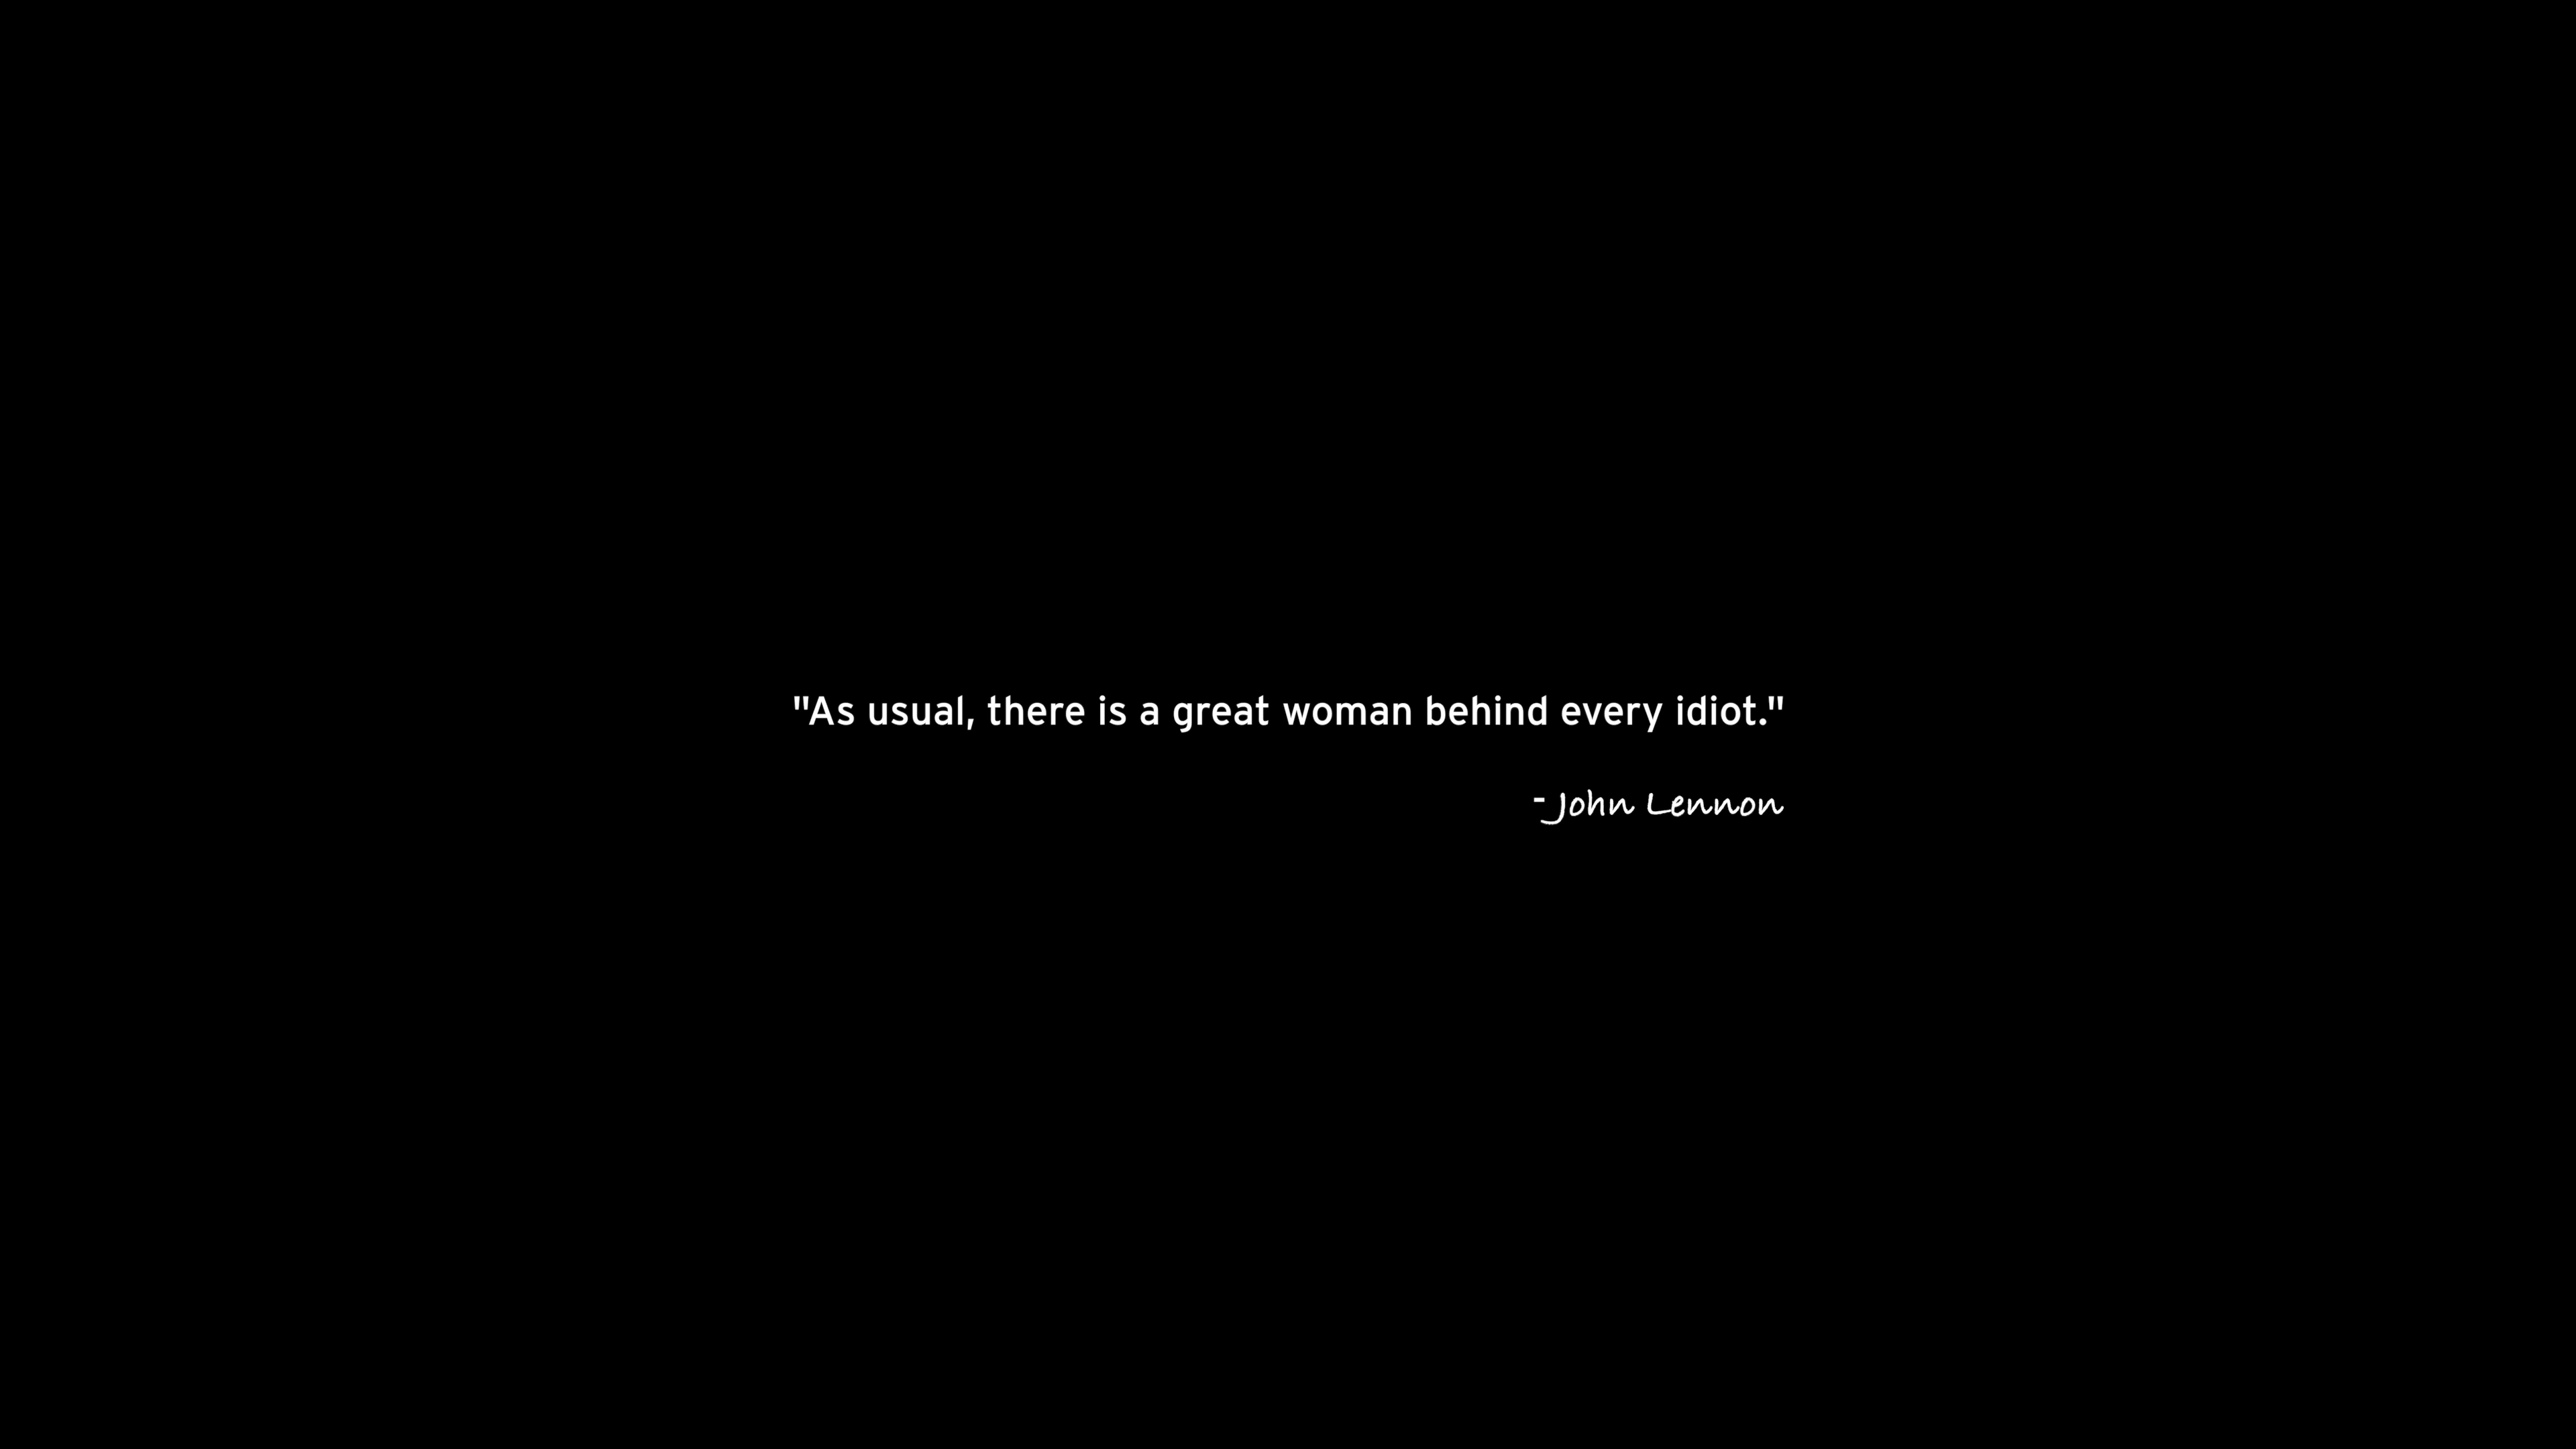 "As usual, there is a great woman behind every idiot."
- John Lennon